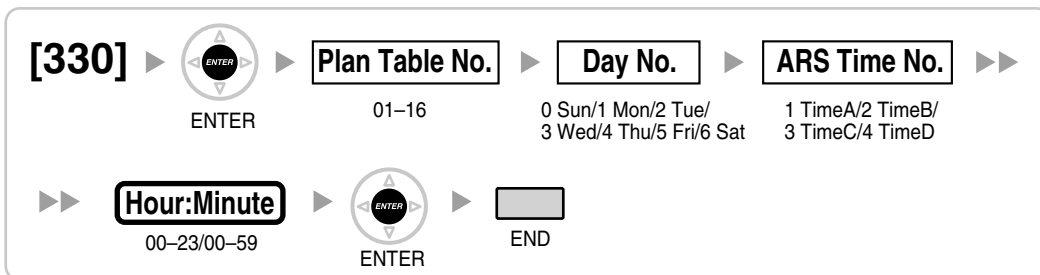 [330] ENTER Plan Table No. Day No. ARS Time No.
ENTER 01–16 0 Sun/1 Mon/2 Tue/ 1 TimeA/2 TimeB/
3 Wed/4 Thu/5 Fri/6 Sat 3 TimeC/4 TimeD
Hour:Minute ENTER
00–23/00–59 ENTER END